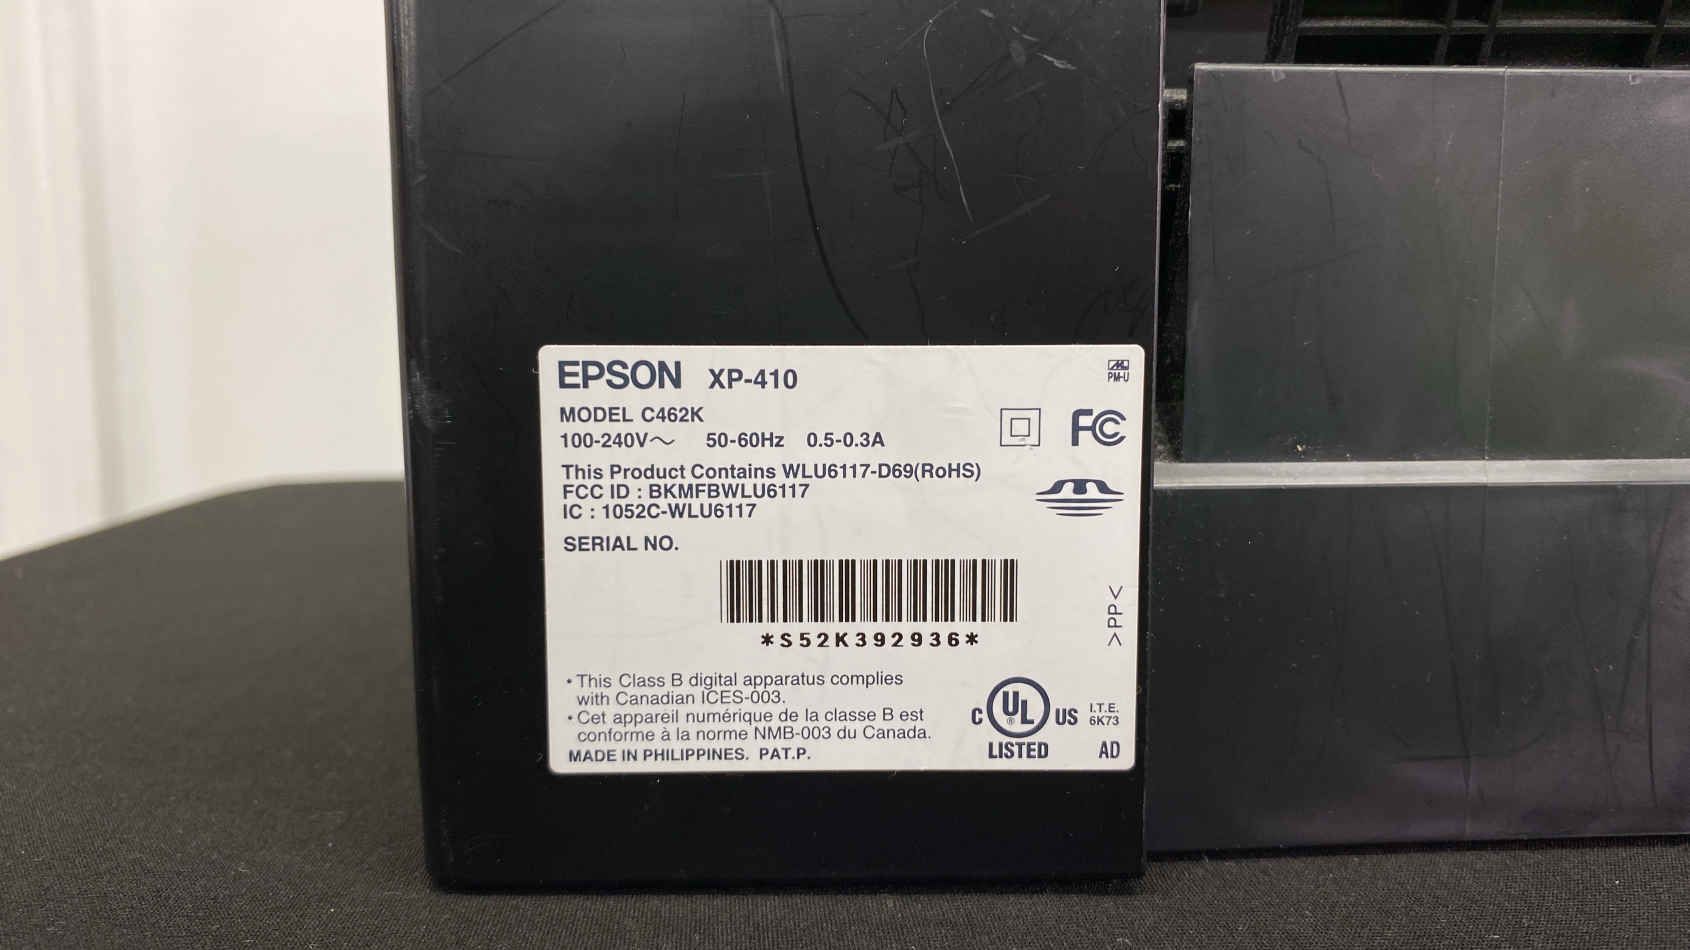 EPSON XP-410
PM-U
MODEL C462K
100-240V～ 50-60Hz 0.5-0.3A
FC
This Product Contains WLU6117-D69(RoHS)
FCC ID : BKMFBWLU6117
IC : 1052C-WLU6117
SERIAL NO.
*S52K392936*
>PP<
• This Class B digital apparatus complies
with Canadian ICES-003.
• Cet appareil numérique de la classe B est
conforme à la norme NMB-003 du Canada.
MADE IN PHILIPPINES. PAT.P.
C UL ® US
LISTED
I.T.E.
6K73
AD